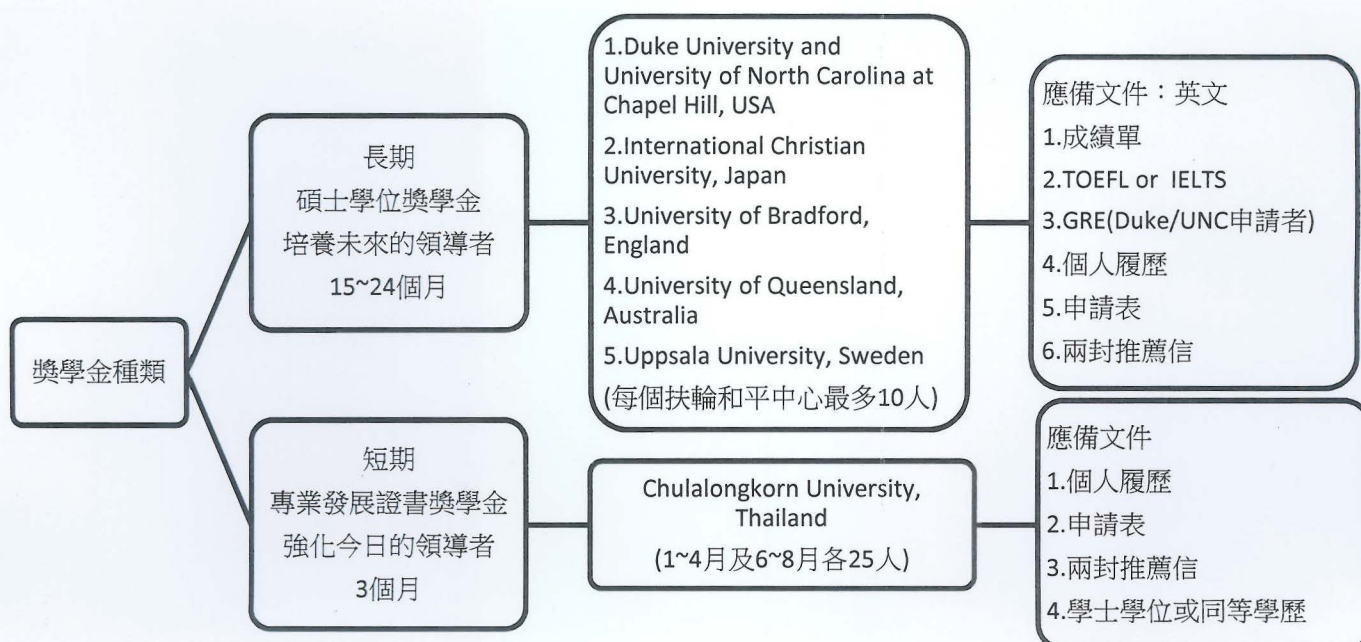 獎學金種類
長期
碩士學位獎學金
培養未來的領導者
15~24個月
1.Duke University and
University of North Carolina at
Chapel Hill, USA
2.International Christian
University, Japan
3.University of Bradford,
England
4.University of Queensland,
Australia
5.Uppsala University, Sweden
(每個扶輪和平中心最多10人)
應備文件：英文
1.成績單
2.TOEFL or IELTS
3.GRE(Duke/UNC申請者)
4.個人履歷
5.申請表
6.兩封推薦信
短期
專業發展證書獎學金
強化今日的領導者
3個月
Chulalongkorn University,
Thailand
(1~4月及6~8月各25人)
應備文件
1.個人履歷
2.申請表
3.兩封推薦信
4.學士學位或同等學歷